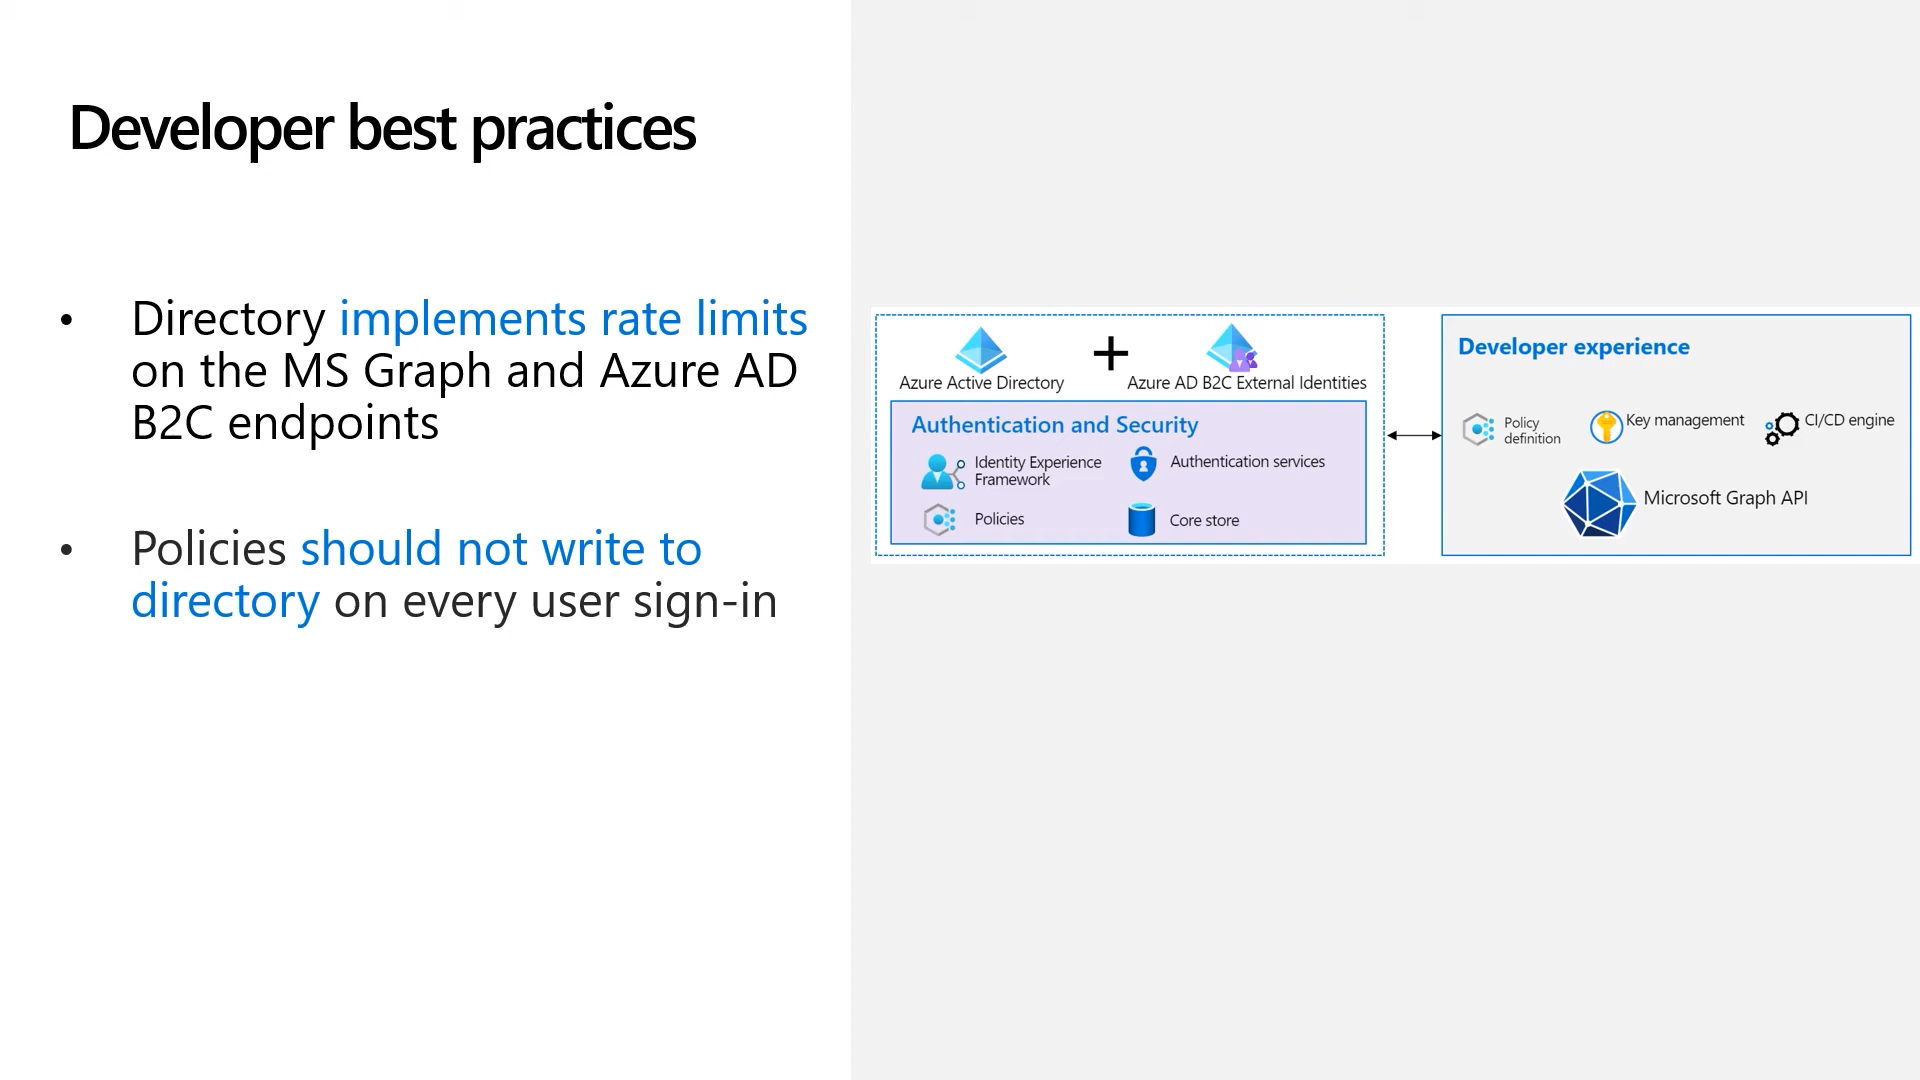 Developer best practices
• Directory implements rate limits
on the MS Graph and Azure AD
B2C endpoints
• Policies should not write to
directory on every user sign-in
Azure Active Directory
+
Azure AD B2C External Identities
Authentication and Security
Identity Experience
Framework
Authentication services
Policies
Core store
Developer experience
Policy
definition
Key management
CI/CD engine
Microsoft Graph API